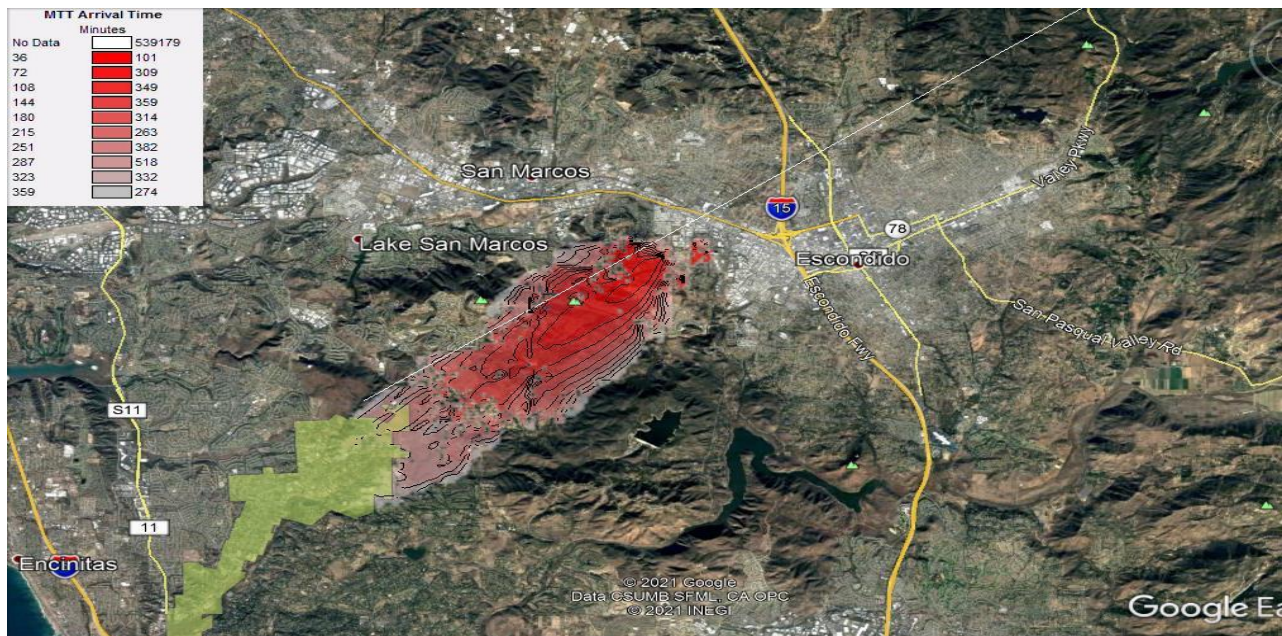 MTT Arrival Time
Minutes
No Data 539179
36 101
72 309
108 349
144 359
180 314
215 263
251 382
287 518
323 332
359 274
San Marcos
Lake San Marcos
15
78
Valley Pkwy
Escondido
Escondido Fwy
San Pasqual Valley Rd
S11
11
Encinitas
© 2021 Google
Data CSUMB SFML, CA OPC
© 2021 INEGI
Google Ea